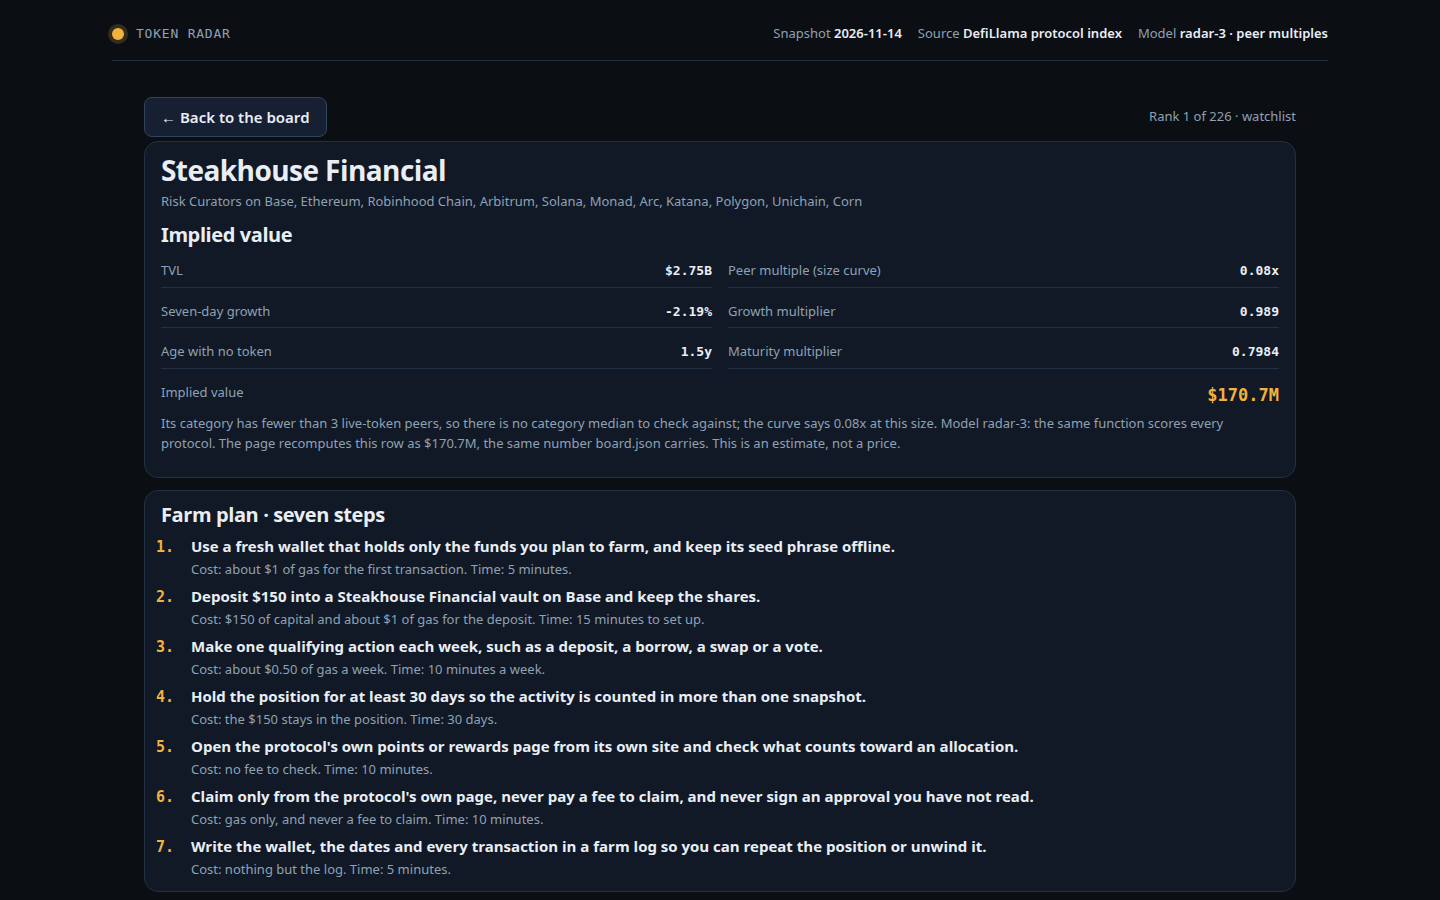 TOKEN RADAR
Snapshot 2026-11-14 Source DefiLlama protocol index Model radar-3 · peer multiples
← Back to the board
Rank 1 of 226 · watchlist
Steakhouse Financial
Risk Curators on Base, Ethereum, Robinhood Chain, Arbitrum, Solana, Monad, Arc, Katana, Polygon, Unichain, Corn
Implied value
TVL $2.75B
Peer multiple (size curve) 0.08x
Seven-day growth -2.19%
Growth multiplier 0.989
Age with no token 1.5y
Maturity multiplier 0.7984
Implied value $170.7M
Its category has fewer than 3 live-token peers, so there is no category median to check against; the curve says 0.08x at this size. Model radar-3: the same function scores every
protocol. The page recomputes this row as $170.7M, the same number board.json carries. This is an estimate, not a price.
Farm plan · seven steps
1. Use a fresh wallet that holds only the funds you plan to farm, and keep its seed phrase offline.
Cost: about $1 of gas for the first transaction. Time: 5 minutes.
2. Deposit $150 into a Steakhouse Financial vault on Base and keep the shares.
Cost: $150 of capital and about $1 of gas for the deposit. Time: 15 minutes to set up.
3. Make one qualifying action each week, such as a deposit, a borrow, a swap or a vote.
Cost: about $0.50 of gas a week. Time: 10 minutes a week.
4. Hold the position for at least 30 days so the activity is counted in more than one snapshot.
Cost: the $150 stays in the position. Time: 30 days.
5. Open the protocol's own points or rewards page from its own site and check what counts toward an allocation.
Cost: no fee to check. Time: 10 minutes.
6. Claim only from the protocol's own page, never pay a fee to claim, and never sign an approval you have not read.
Cost: gas only, and never a fee to claim. Time: 10 minutes.
7. Write the wallet, the dates and every transaction in a farm log so you can repeat the position or unwind it.
Cost: nothing but the log. Time: 5 minutes.